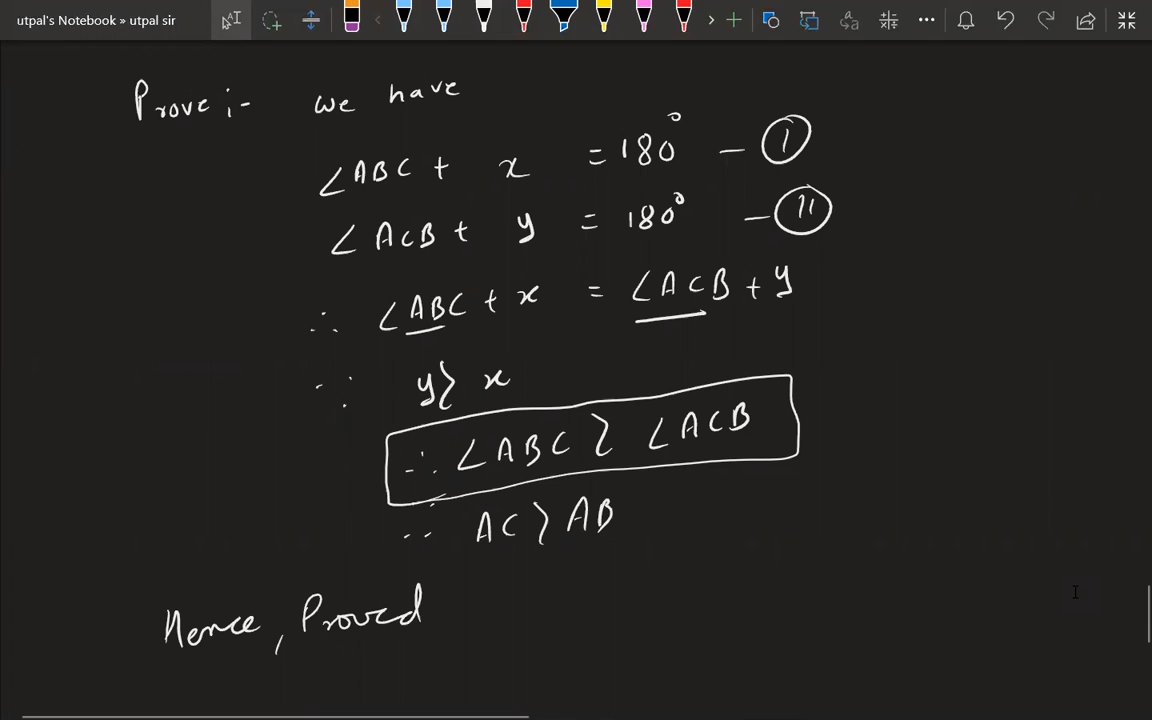 utpal's Notebook » utpal sir
Prove :- we have
∠ABC + x = 180° - (I)
∠ACB + y = 180° - (II)
∴ ∠ABC + x = ∠ACB + y
∵ y > x
∴ ∠ABC > ∠ACB
∵ AC > AB
Hence, Proved